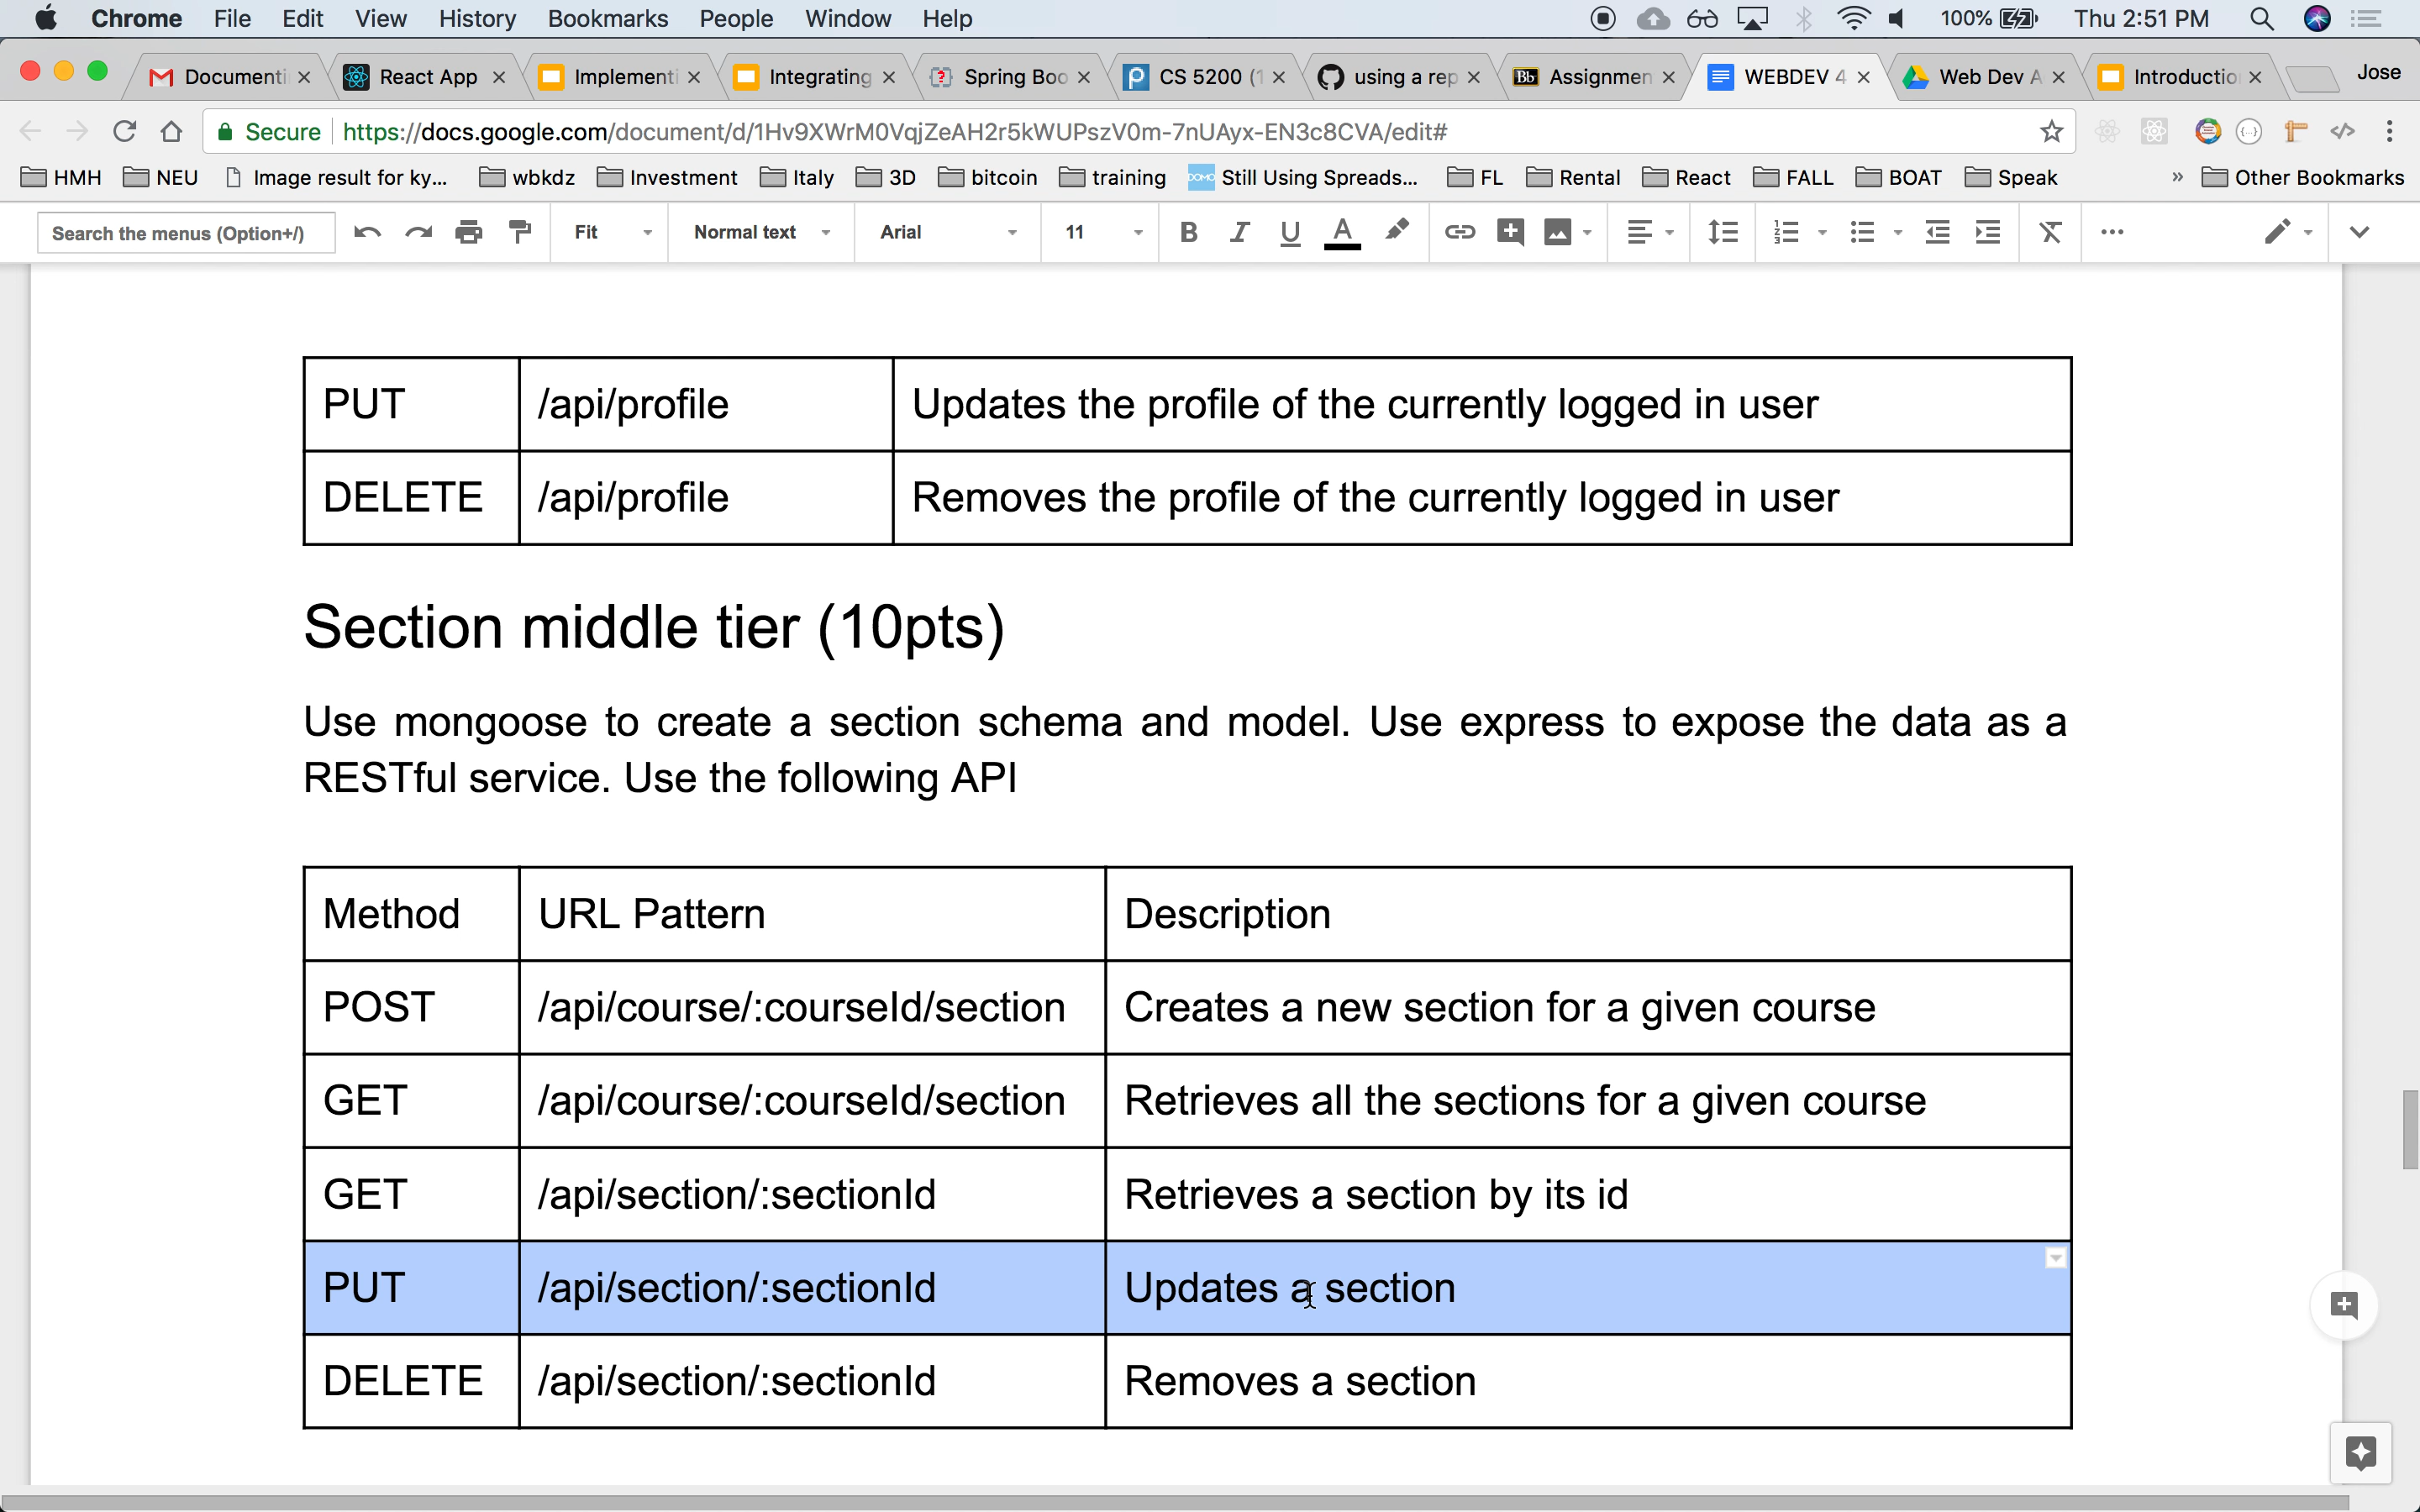 Chrome File Edit View History Bookmarks People Window Help 100% Thu 2:51 PM
Documenti React App Implementi Integrating Spring Boo CS 5200 (1 using a rep Assignmen WEBDEV 4 Web Dev A Introductio Jose
Secure https://docs.google.com/document/d/1Hv9XWrM0VqjZeAH2r5kWUPszV0m-7nUAyx-EN3c8CVA/edit#
HMH NEU Image result for ky... wbkdz Investment Italy 3D bitcoin training DOMO Still Using Spreads... FL Rental React FALL BOAT Speak » Other Bookmarks
Search the menus (Option+/) Fit Normal text Arial 11
PUT /api/profile Updates the profile of the currently logged in user
DELETE /api/profile Removes the profile of the currently logged in user
Section middle tier (10pts)
Use mongoose to create a section schema and model. Use express to expose the data as a
RESTful service. Use the following API
Method URL Pattern Description
POST /api/course/:courseId/section Creates a new section for a given course
GET /api/course/:courseId/section Retrieves all the sections for a given course
GET /api/section/:sectionId Retrieves a section by its id
PUT /api/section/:sectionId Updates a section
DELETE /api/section/:sectionId Removes a section